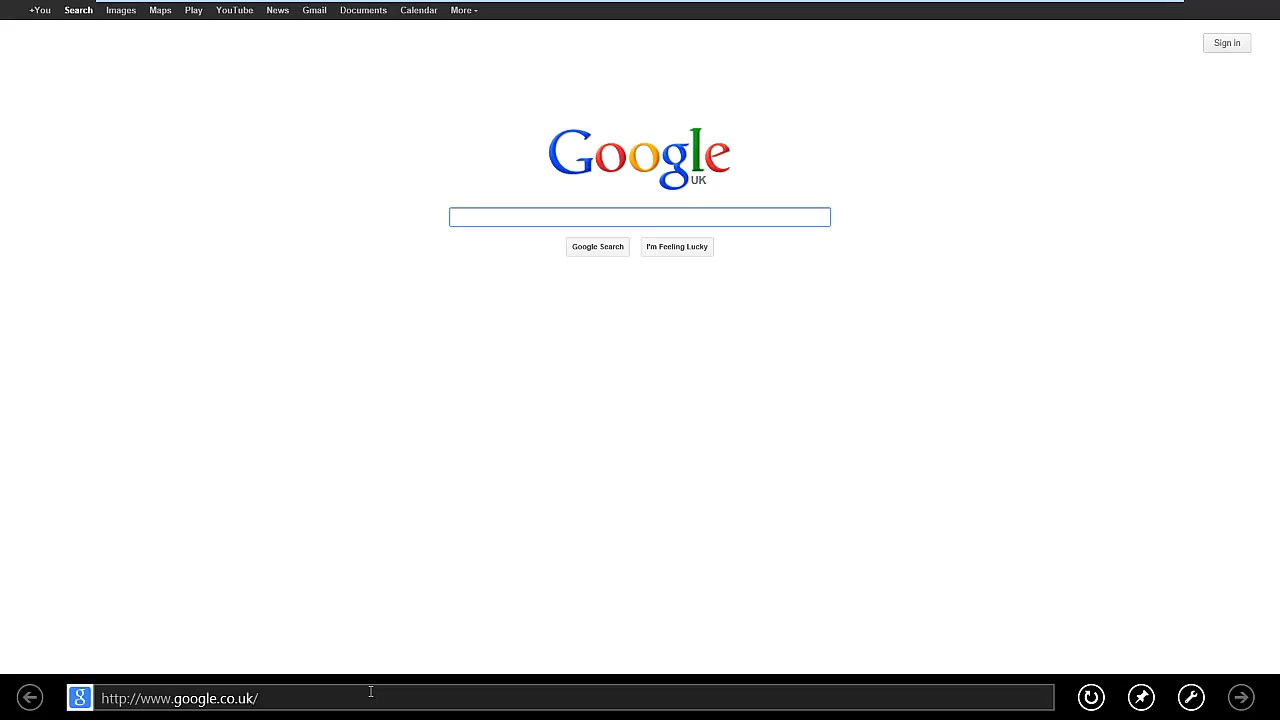 +You Search Images Maps Play YouTube News Gmail Documents Calendar More
Sign in
Google
UK
Google Search I'm Feeling Lucky
g http://www.google.co.uk/